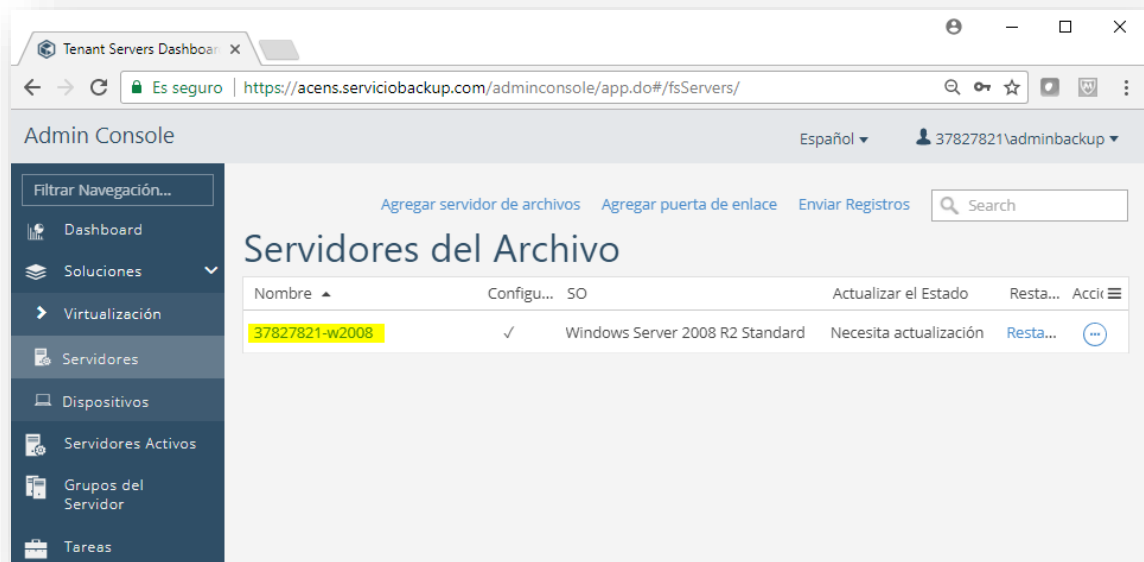 Tenant Servers Dashboar
Es seguro https://acens.serviciobackup.com/adminconsole/app.do#/fsServers/
Admin Console Español 37827821\adminbackup
Filtrar Navegación...
Agregar servidor de archivos Agregar puerta de enlace Enviar Registros Search
Dashboard
Servidores del Archivo
Soluciones
Nombre Configu... SO Actualizar el Estado Resta... Accic
Virtualización
37827821-w2008 ✓ Windows Server 2008 R2 Standard Necesita actualización Resta...
Servidores
Dispositivos
Servidores Activos
Grupos del
Servidor
Tareas